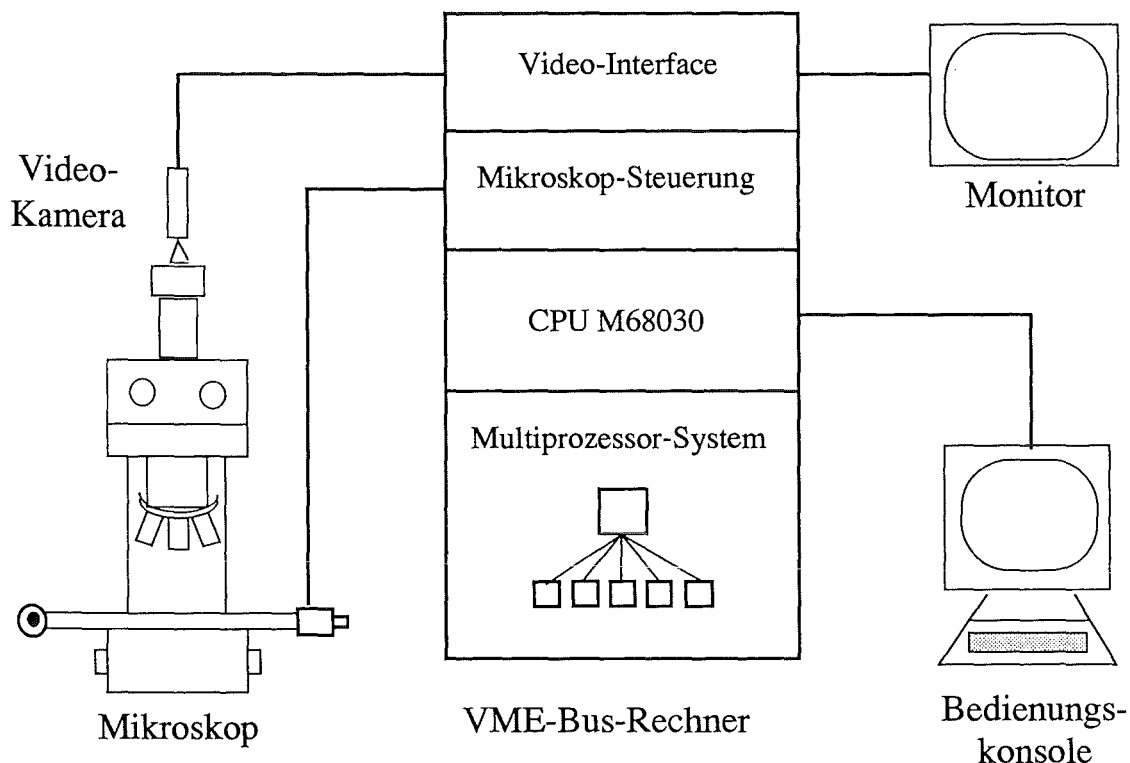 Video-Interface
Video-
Kamera
Mikroskop-Steuerung
Monitor
CPU M68030
Multiprozessor-System
Mikroskop
VME-Bus-Rechner
Bedienungs-
konsole